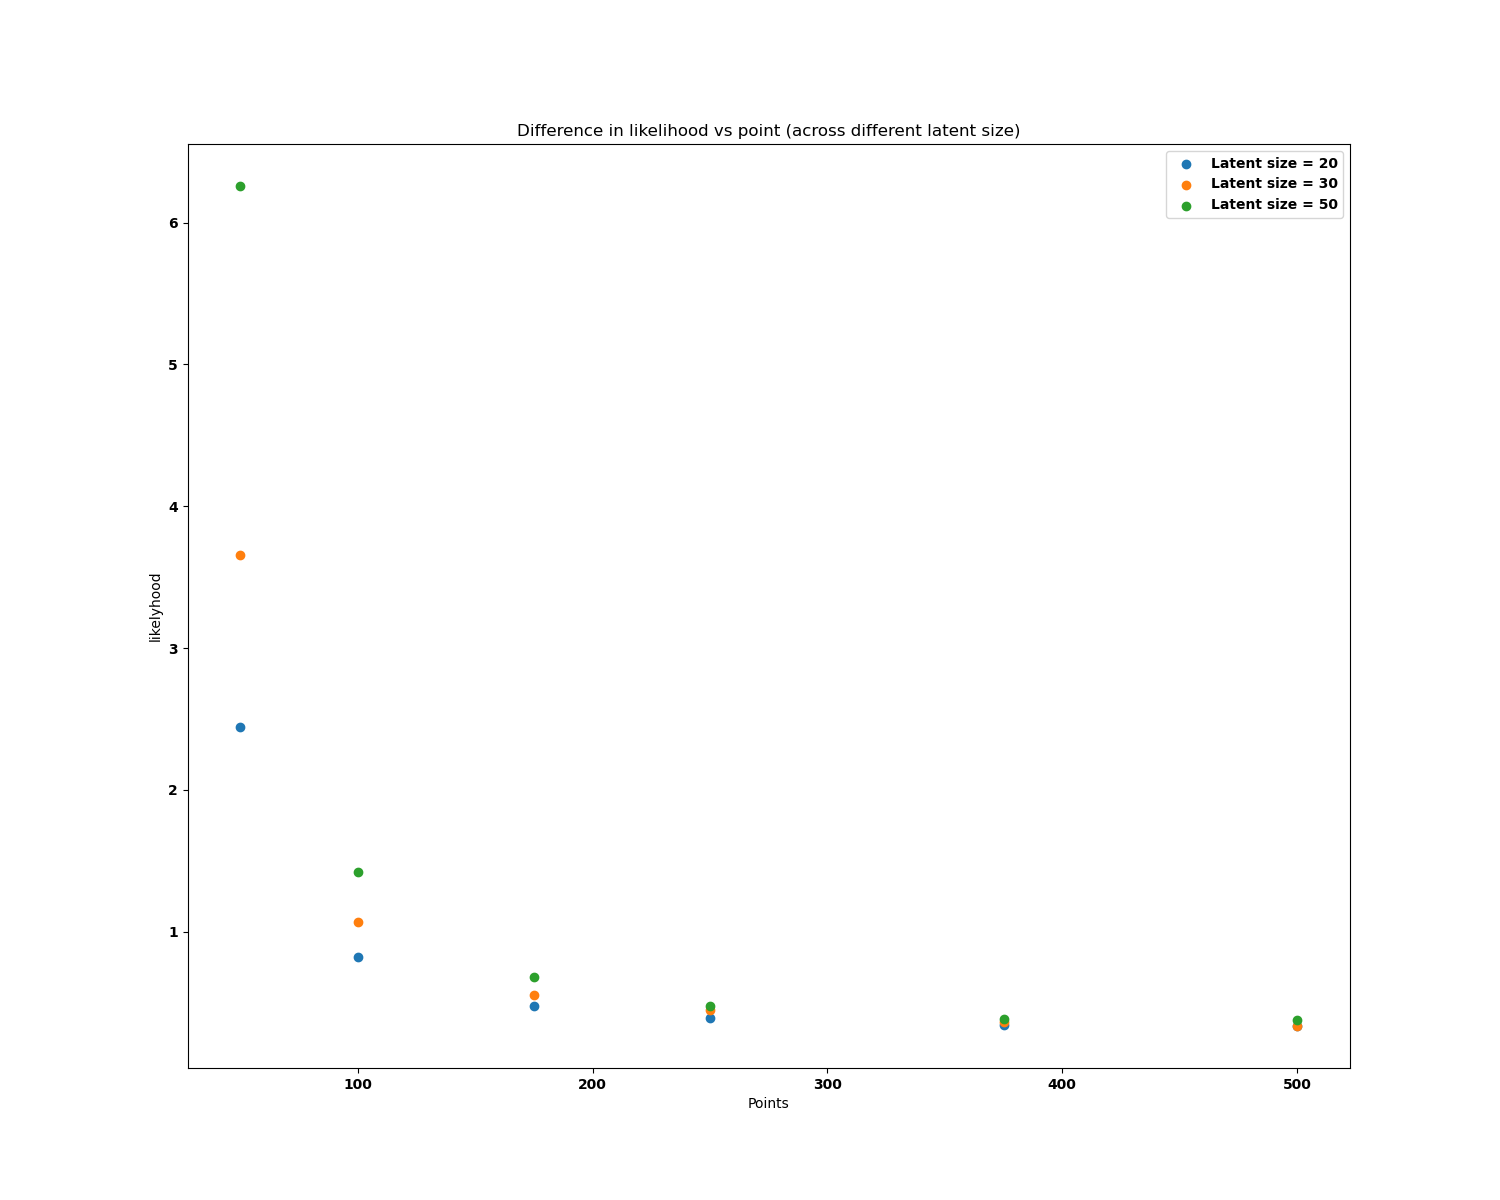 Difference in likelihood vs point (across different latent size)
Latent size = 20
Latent size = 30
Latent size = 50
6
5
4
3
2
1
likelyhood
100 200 300 400 500
Points